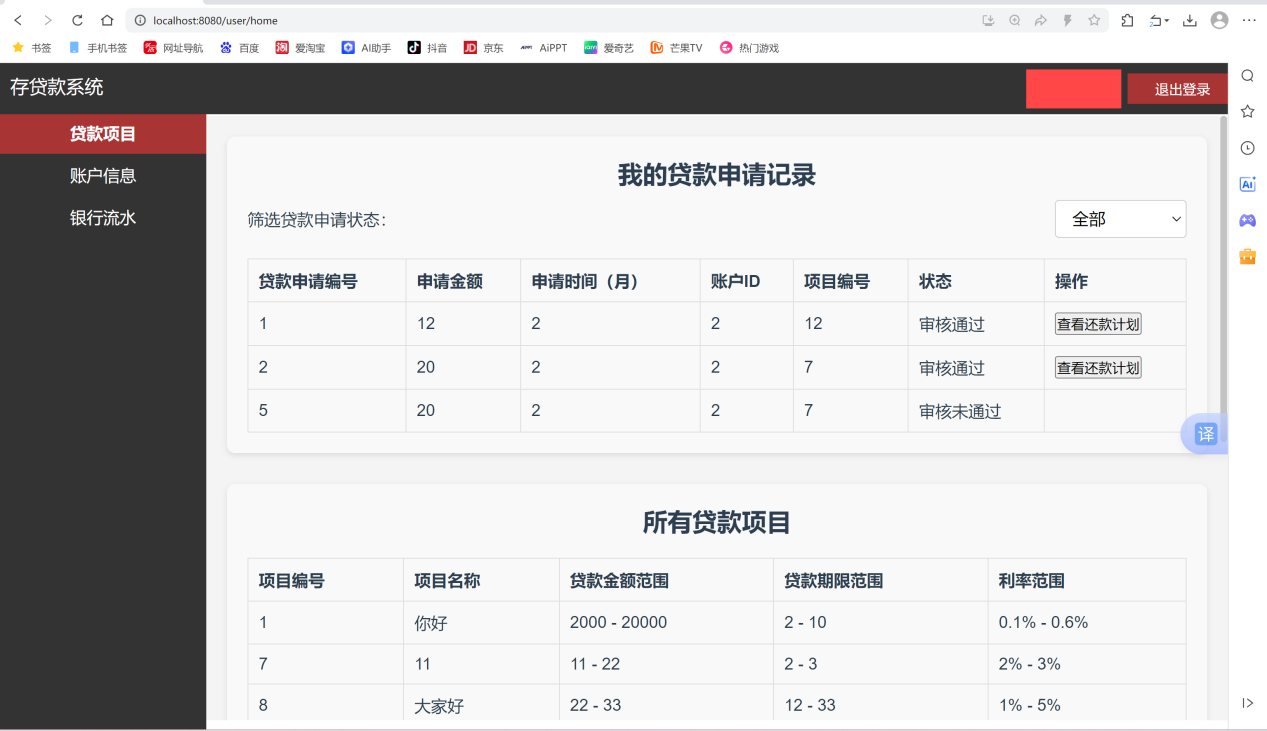 localhost:8080/user/home
书签 手机书签 网址导航 百度 爱淘宝 AI助手 抖音 京东 AiPPT 爱奇艺 芒果TV 热门游戏
存贷款系统 退出登录
贷款项目
账户信息
银行流水
我的贷款申请记录
筛选贷款申请状态: 全部
贷款申请编号 申请金额 申请时间（月） 账户ID 项目编号 状态 操作
1 12 2 2 12 审核通过 查看还款计划
2 20 2 2 7 审核通过 查看还款计划
5 20 2 2 7 审核未通过
译
所有贷款项目
项目编号 项目名称 贷款金额范围 贷款期限范围 利率范围
1 你好 2000 - 20000 2 - 10 0.1% - 0.6%
7 11 11 - 22 2 - 3 2% - 3%
8 大家好 22 - 33 12 - 33 1% - 5%